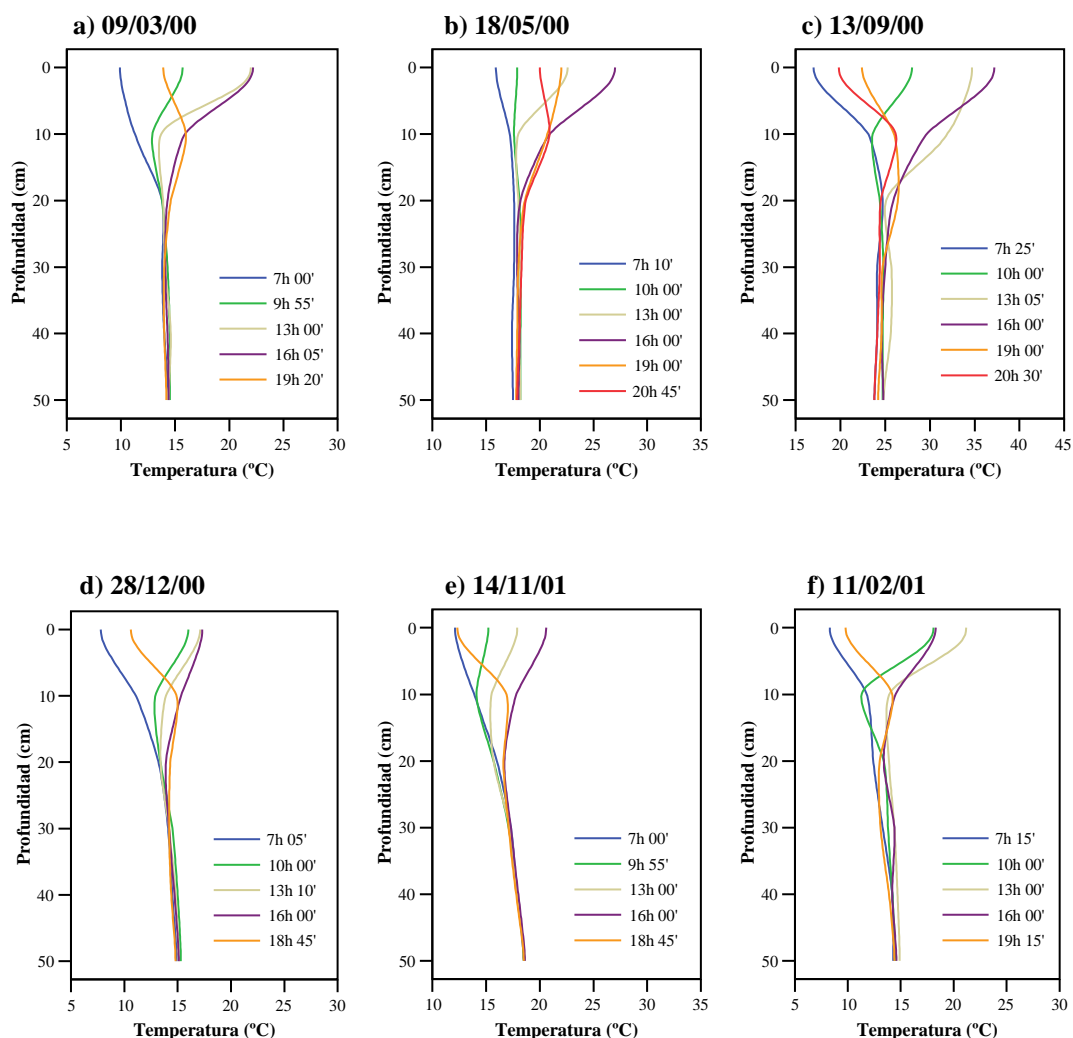 a) 09/03/00
0
10
20
30
40
50
Profundidad (cm)
7h 00'
9h 55'
13h 00'
16h 05'
19h 20'
5 10 15 20 25 30
Temperatura (ºC)
b) 18/05/00
0
10
20
30
40
50
Profundidad (cm)
7h 10'
10h 00'
13h 00'
16h 00'
19h 00'
20h 45'
10 15 20 25 30 35
Temperatura (ºC)
c) 13/09/00
0
10
20
30
40
50
Profundidad (cm)
7h 25'
10h 00'
13h 05'
16h 00'
19h 00'
20h 30'
15 20 25 30 35 40 45
Temperatura (ºC)
d) 28/12/00
0
10
20
30
40
50
Profundidad (cm)
7h 05'
10h 00'
13h 10'
16h 00'
18h 45'
5 10 15 20 25 30
Temperatura (ºC)
e) 14/11/01
0
10
20
30
40
50
Profundidad (cm)
7h 00'
9h 55'
13h 00'
16h 00'
18h 45'
10 15 20 25 30 35
Temperatura (ºC)
f) 11/02/01
0
10
20
30
40
50
Profundidad (cm)
7h 15'
10h 00'
13h 00'
16h 00'
19h 15'
5 10 15 20 25 30
Temperatura (ºC)